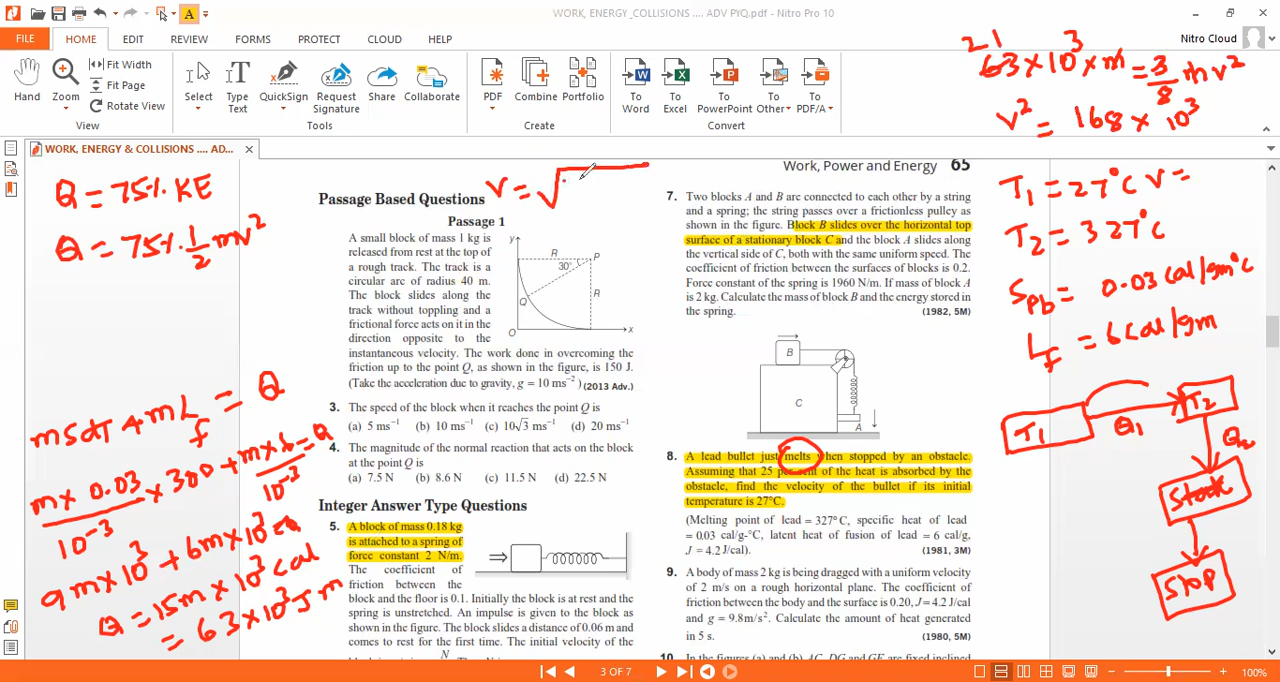 WORK, ENERGY _COLLISIONS .... ADV PYQ.pdf - Nitro Pro 10
FILE
HOME
EDIT
REVIEW
FORMS
PROTECT
CLOUD
HELP
Nitro Cloud
Hand
Zoom
Fit Width
Fit Page
Rotate View
View
Select
Type Text
QuickSign
Request Signature
Share
Collaborate
Tools
PDF
Combine
Portfolio
Create
To Word
To Excel
To PowerPoint
To Other
To PDF/A
Convert
WORK, ENERGY & COLLISIONS .... ADV...
21
63 × 10³ × m = 3/8 m v²
v² = 168 × 10³
Q = 75% KE
Q = 75% · 1/2 mv²
v = √
Passage Based Questions
Passage 1
A small block of mass 1 kg is
released from rest at the top of
a rough track. The track is a
circular arc of radius 40 m.
The block slides along the
track without toppling and a
frictional force acts on it in the
direction opposite to the
instantaneous velocity. The work done in overcoming the
friction up to the point Q, as shown in the figure, is 150 J.
(Take the acceleration due to gravity, g = 10 ms⁻²) (2013 Adv.)
y
R
P
30°
Q
R
O
x
3. The speed of the block when it reaches the point Q is
(a) 5 ms⁻¹ (b) 10 ms⁻¹ (c) 10√3 ms⁻¹ (d) 20 ms⁻¹
4. The magnitude of the normal reaction that acts on the block
at the point Q is
(a) 7.5 N (b) 8.6 N (c) 11.5 N (d) 22.5 N
Integer Answer Type Questions
5. A block of mass 0.18 kg
is attached to a spring of
force constant 2 N/m.
The coefficient of
friction between the
block and the floor is 0.1. Initially the block is at rest and the
spring is unstretched. An impulse is given to the block as
shown in the figure. The block slides a distance of 0.06 m and
comes to rest for the first time. The initial velocity of the
N
msdT + mLf = Q
m × 0.03/10⁻³ × 300 + m × 6/10⁻³ = Q
9m × 10³ + 6m × 10³ = Q
Q = 15m × 10³ Cal
= 63 × 10³ J m
Work, Power and Energy 65
7. Two blocks A and B are connected to each other by a string
and a spring; the string passes over a frictionless pulley as
shown in the figure. Block B slides over the horizontal top
surface of a stationary block C and the block A slides along
the vertical side of C, both with the same uniform speed. The
coefficient of friction between the surfaces of blocks is 0.2.
Force constant of the spring is 1960 N/m. If mass of block A
is 2 kg. Calculate the mass of block B and the energy stored in
the spring. (1982, 5M)
B
C
A
8. A lead bullet just melts when stopped by an obstacle.
Assuming that 25 per cent of the heat is absorbed by the
obstacle, find the velocity of the bullet if its initial
temperature is 27°C.
(Melting point of lead = 327° C, specific heat of lead
= 0.03 cal/g-°C, latent heat of fusion of lead = 6 cal/g,
J = 4.2 J/cal). (1981, 3M)
9. A body of mass 2 kg is being dragged with a uniform velocity
of 2 m/s on a rough horizontal plane. The coefficient of
friction between the body and the surface is 0.20, J = 4.2 J/cal
and g = 9.8m/s². Calculate the amount of heat generated
in 5 s. (1980, 5M)
10. In the figures (a) and (b) AC, DG and GF are fixed inclined
T₁ = 27°C v =
T₂ = 327°C
Spb = 0.03 Cal/gm°C
Lf = 6 Cal/gm
T₁
Q₁
T₂
Q₂
Stop
3 OF 7
100%